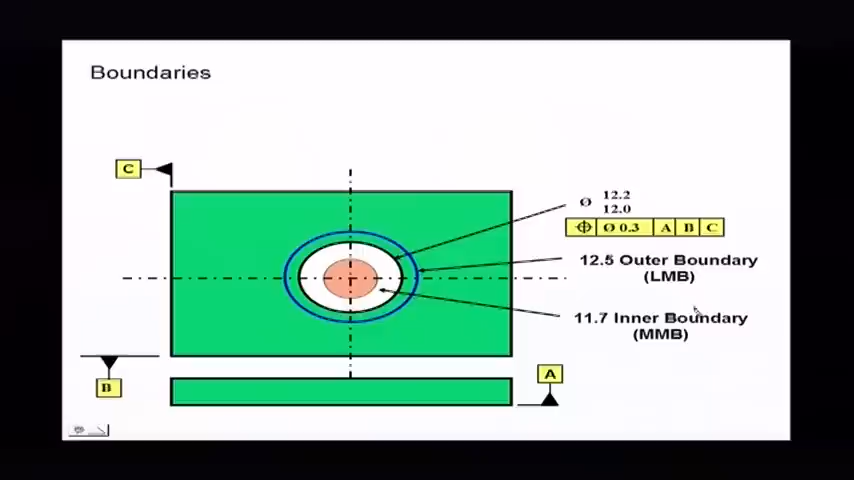 Boundaries
C
Ø 12.2
12.0
⌖ Ø 0.3 A B C
12.5 Outer Boundary
(LMB)
11.7 Inner Boundary
(MMB)
A
B